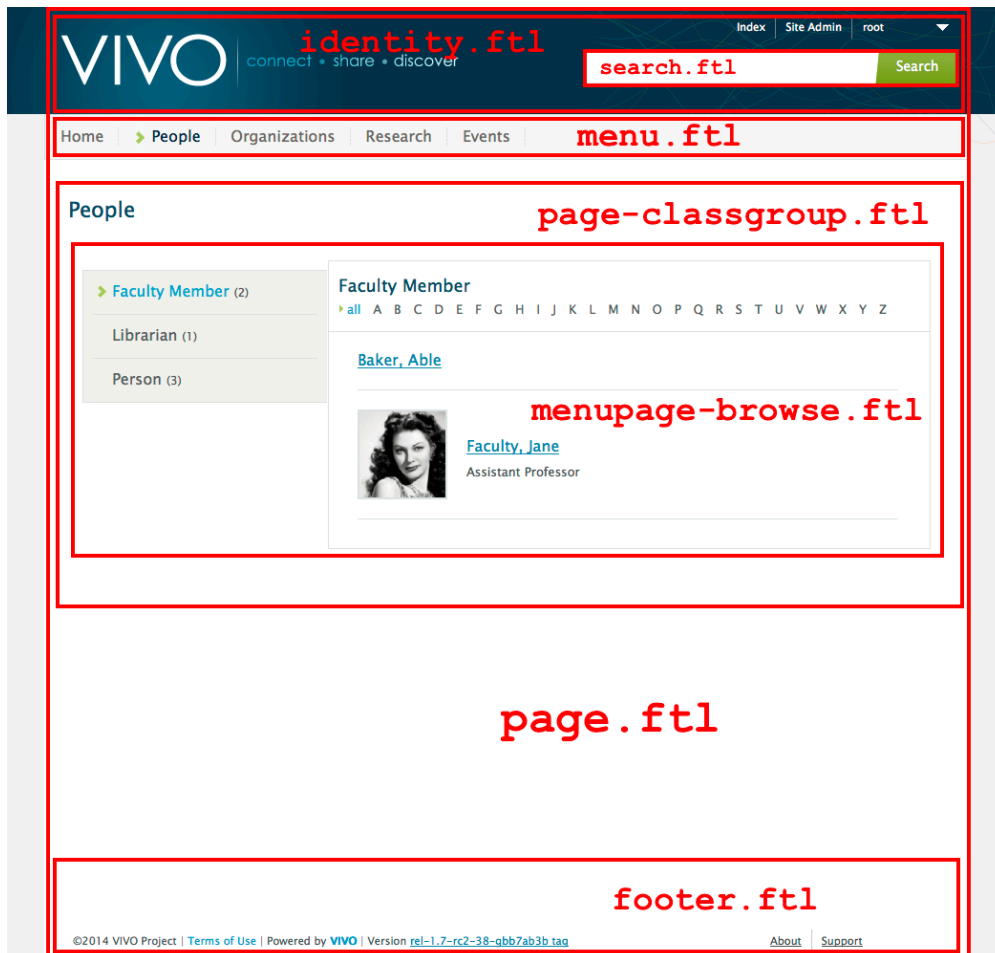 Index Site Admin root
VIVO identity.ftl
connect • share • discover
search.ftl Search
Home People Organizations Research Events menu.ftl
People page-classgroup.ftl
Faculty Member (2)
Librarian (1)
Person (3)
Faculty Member
all A B C D E F G H I J K L M N O P Q R S T U V W X Y Z
Baker, Able
menupage-browse.ftl
Faculty, Jane
Assistant Professor
page.ftl
footer.ftl
©2014 VIVO Project | Terms of Use | Powered by VIVO | Version rel-1.7-rc2-38-gbb7ab3b tag About Support